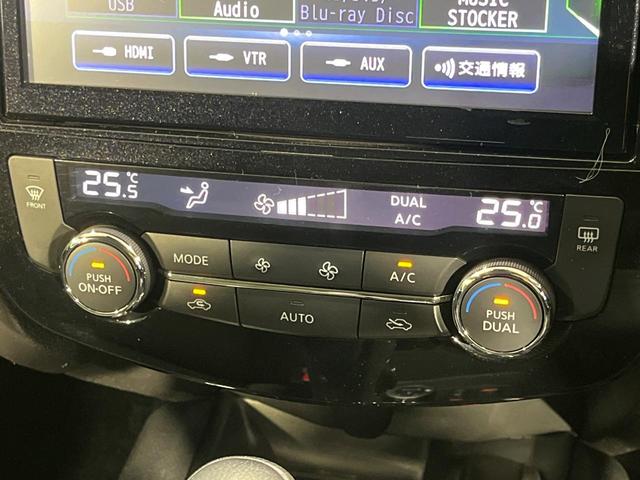 USB
Audio
Blu-ray Disc
MUSIC
STOCKER
HDMI
VTR
AUX
交通情報
25.5℃
DUAL
A/C
25.0℃
FRONT
REAR
PUSH
ON·OFF
MODE
A/C
AUTO
PUSH
DUAL